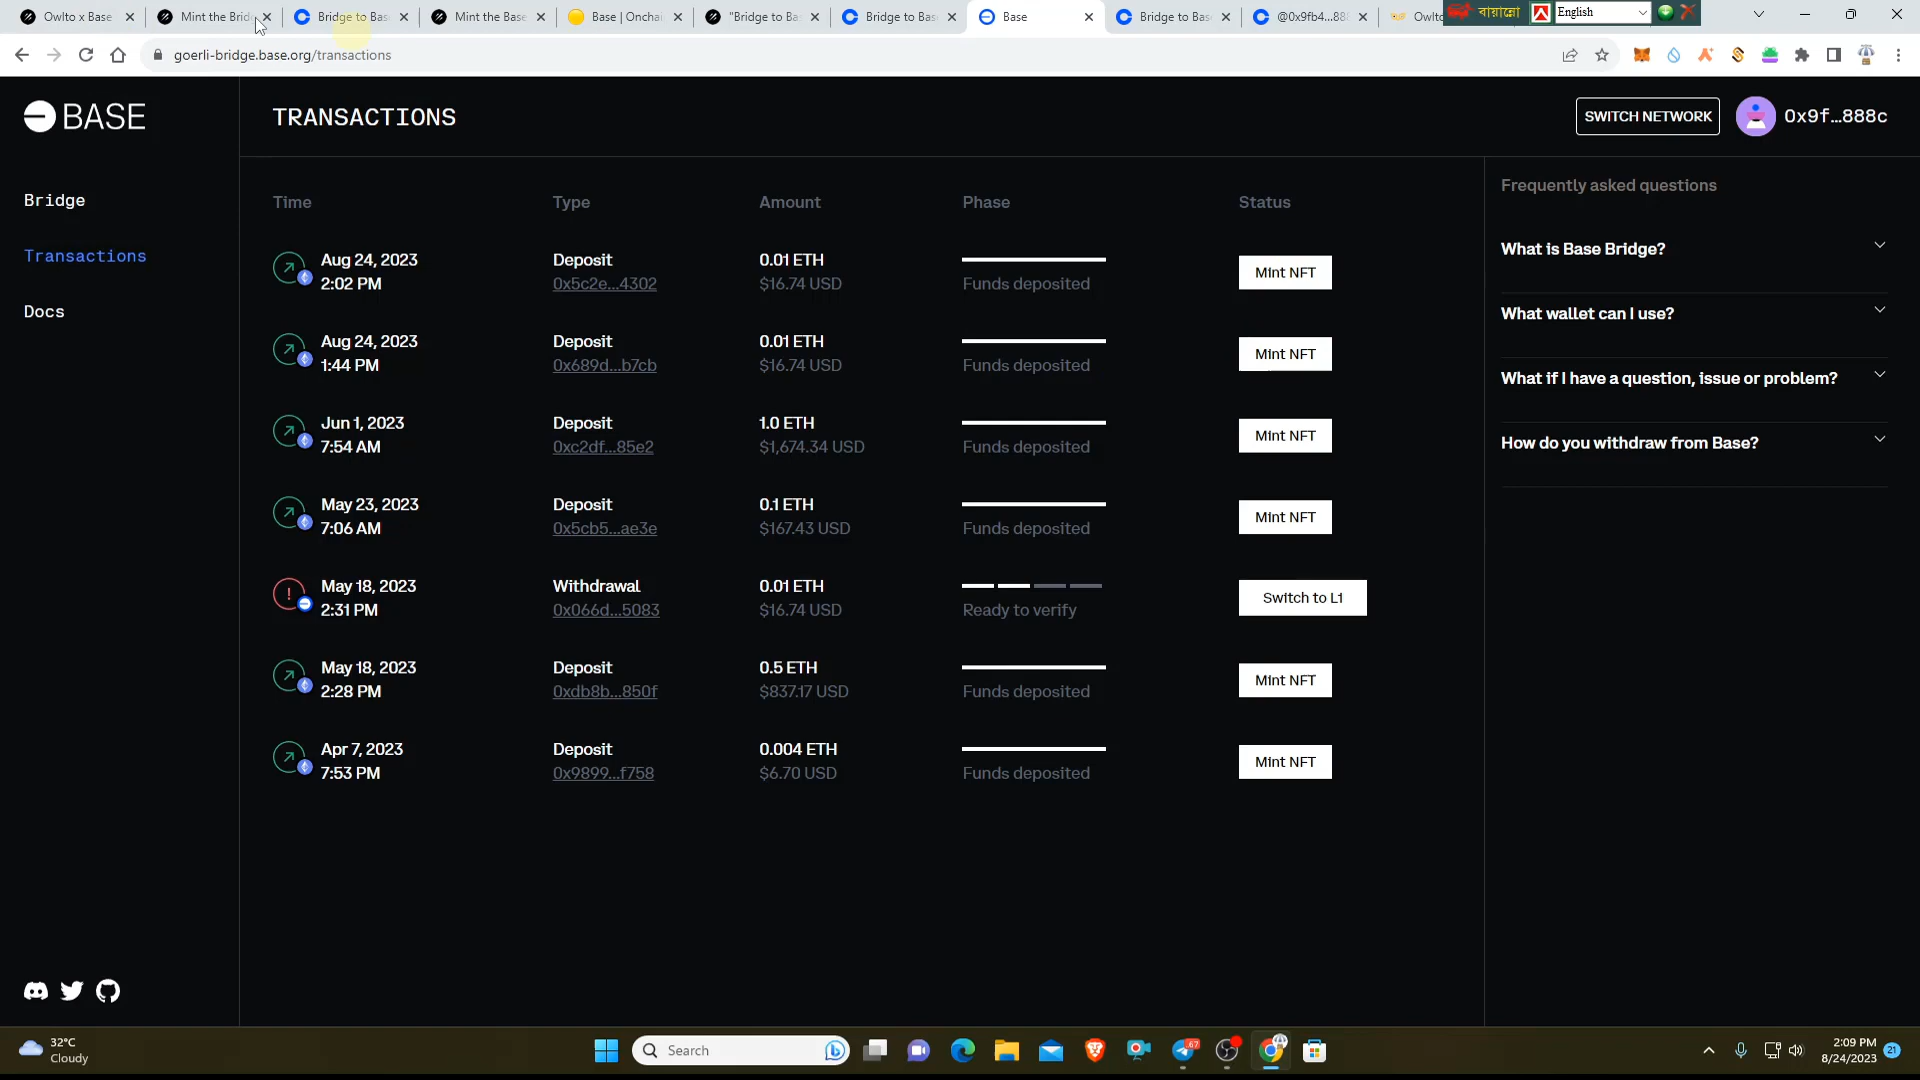 Owlto x Base
Mint the Brid
Bridge to Bas
Mint the Base
Base | Onchai
"Bridge to Ba
Bridge to Bas
Base
Bridge to Bas
@0x9fb4...88
Owlto
বায়ান্নো
English
goerli-bridge.base.org/transactions
BASE
TRANSACTIONS
SWITCH NETWORK
0x9f...888c
Bridge
Transactions
Docs
Time Type Amount Phase Status
Aug 24, 2023 Deposit 0.01 ETH
2:02 PM 0x5c2e...4302 $16.74 USD Funds deposited Mint NFT
Aug 24, 2023 Deposit 0.01 ETH
1:44 PM 0x689d...b7cb $16.74 USD Funds deposited Mint NFT
Jun 1, 2023 Deposit 1.0 ETH
7:54 AM 0xc2df...85e2 $1,674.34 USD Funds deposited Mint NFT
May 23, 2023 Deposit 0.1 ETH
7:06 AM 0x5cb5...ae3e $167.43 USD Funds deposited Mint NFT
May 18, 2023 Withdrawal 0.01 ETH
2:31 PM 0x066d...5083 $16.74 USD Ready to verify Switch to L1
May 18, 2023 Deposit 0.5 ETH
2:28 PM 0xdb8b...850f $837.17 USD Funds deposited Mint NFT
Apr 7, 2023 Deposit 0.004 ETH
7:53 PM 0x9899...f758 $6.70 USD Funds deposited Mint NFT
Frequently asked questions
What is Base Bridge?
What wallet can I use?
What if I have a question, issue or problem?
How do you withdraw from Base?
32°C
Cloudy
Search
67
2:09 PM
8/24/2023
21